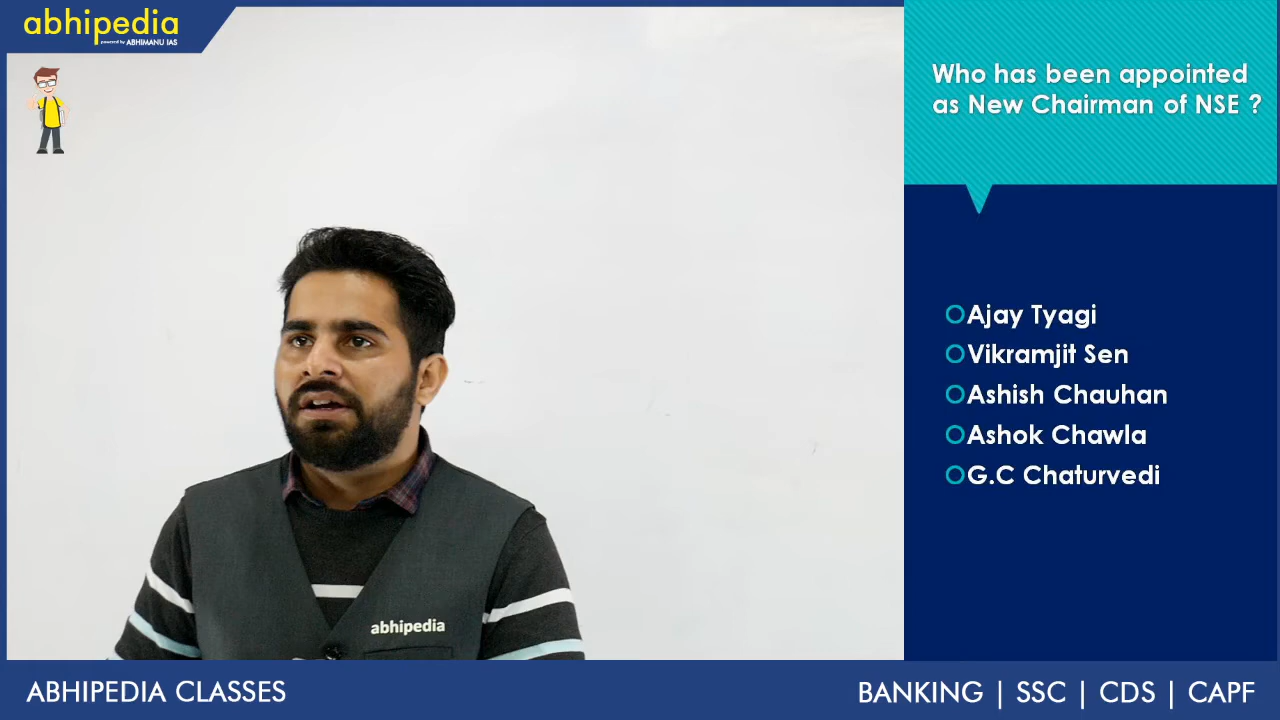 abhipedia
powered by ABHIMANU IAS
Who has been appointed
as New Chairman of NSE ?
Ajay Tyagi
Vikramjit Sen
Ashish Chauhan
Ashok Chawla
G.C Chaturvedi
abhipedia
ABHIPEDIA CLASSES
BANKING | SSC | CDS | CAPF